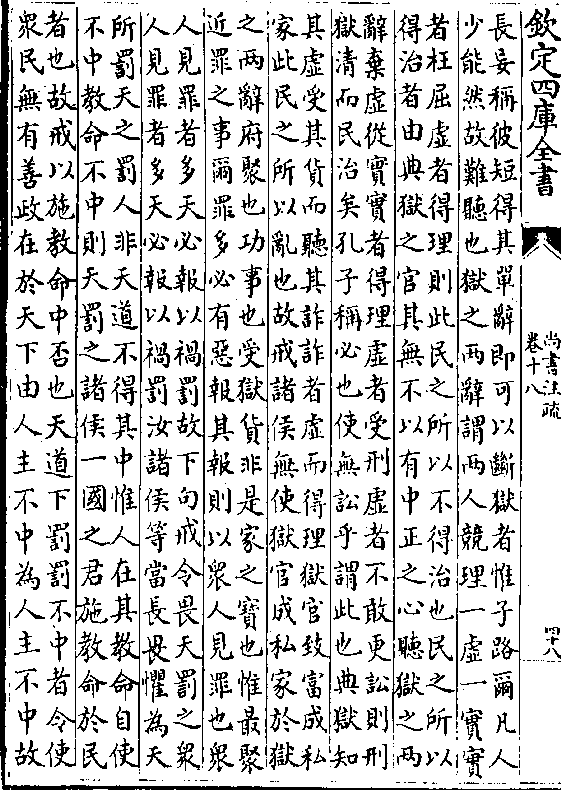 欽定四庫全書
尚書注疏
卷十八
四十八
長妄稱彼短得其單辭即可以斷獄者惟子路爾凡人
少能然故難聽也獄之兩辭謂兩人競理一虛一實實
者枉屈虛者得理則此民之所以不得治也民之所以
得治者由典獄之官其無不以有中正之心聽獄之兩
辭棄虛從實實者得理虛者受刑虛者不敢更訟則刑
獄清而民治矣孔子稱必也使無訟乎謂此也典獄知
其虛受其貨而聽其詐詐者虛而得理獄官致富成私
家此民之所以亂也故戒諸侯無使獄官成私家於獄
之兩辭府聚也功事也受獄貨非是家之寶也惟最聚
近罪之事爾罪多必有惡報其報則以衆人見罪也衆
人見罪者多天必報以禍罰故下句戒令畏天罰之衆
人見罪者多天必報以禍罰汝諸侯等當長畏懼為天
所罰天之罰人非天道不得其中惟人在其教命自使
不中教命不中則天罰之諸侯一國之君施教命於民
者也故戒以施教命中否也天道下罰罰不中者令使
衆民無有善政在於天下由人主不中為人主不中故